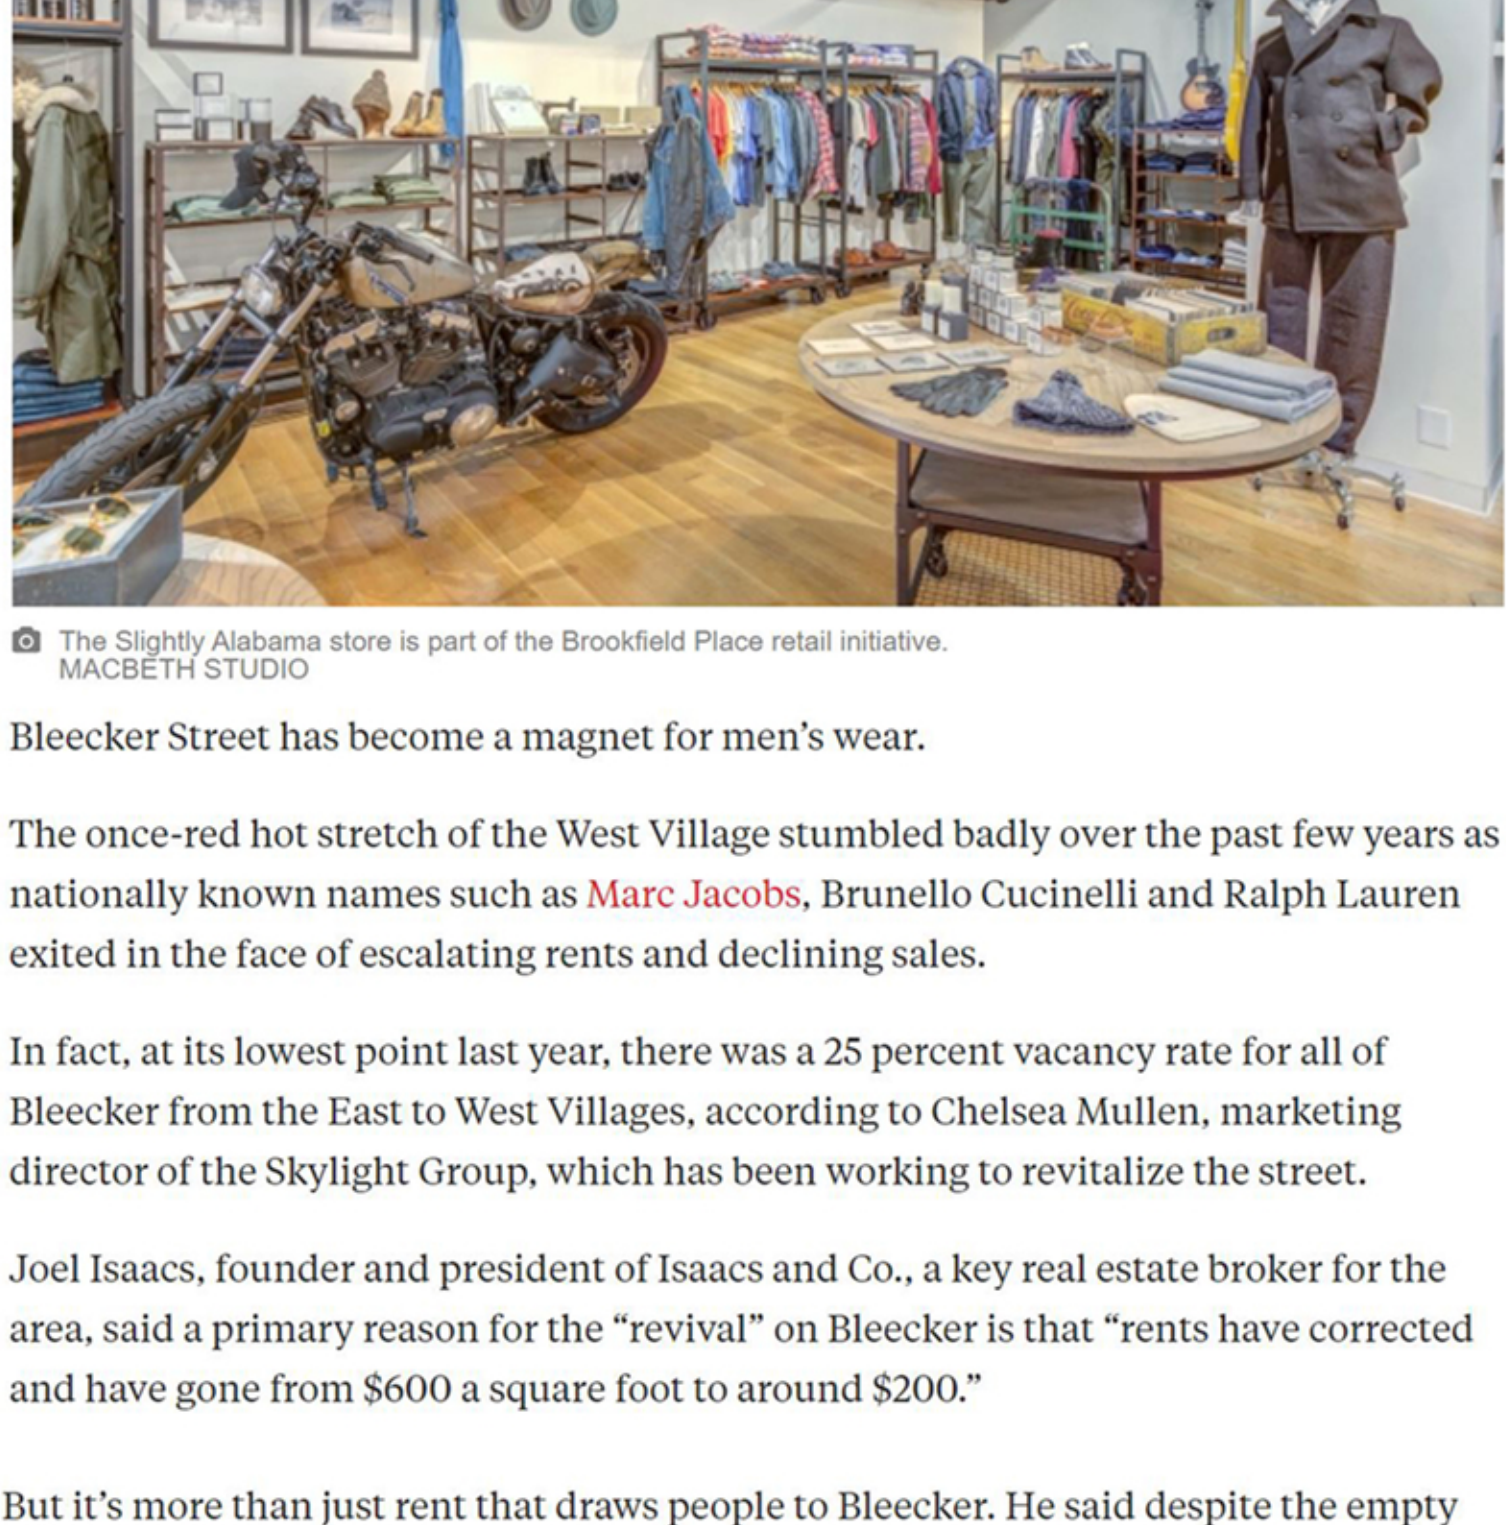 The Slightly Alabama store is part of the Brookfield Place retail initiative.
MACBETH STUDIO
Bleecker Street has become a magnet for men’s wear.
The once-red hot stretch of the West Village stumbled badly over the past few years as
nationally known names such as Marc Jacobs, Brunello Cucinelli and Ralph Lauren
exited in the face of escalating rents and declining sales.
In fact, at its lowest point last year, there was a 25 percent vacancy rate for all of
Bleecker from the East to West Villages, according to Chelsea Mullen, marketing
director of the Skylight Group, which has been working to revitalize the street.
Joel Isaacs, founder and president of Isaacs and Co., a key real estate broker for the
area, said a primary reason for the “revival” on Bleecker is that “rents have corrected
and have gone from $600 a square foot to around $200.”
But it’s more than just rent that draws people to Bleecker. He said despite the empty